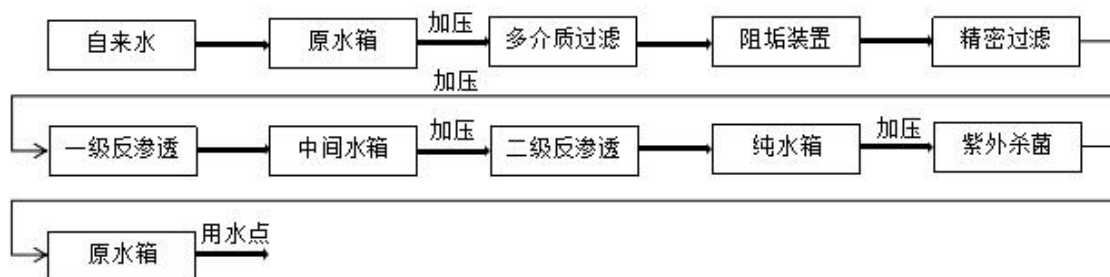 自来水
原水箱
加压
多介质过滤
阻垢装置
精密过滤
加压
一级反渗透
中间水箱
加压
二级反渗透
纯水箱
加压
紫外杀菌
原水箱
用水点